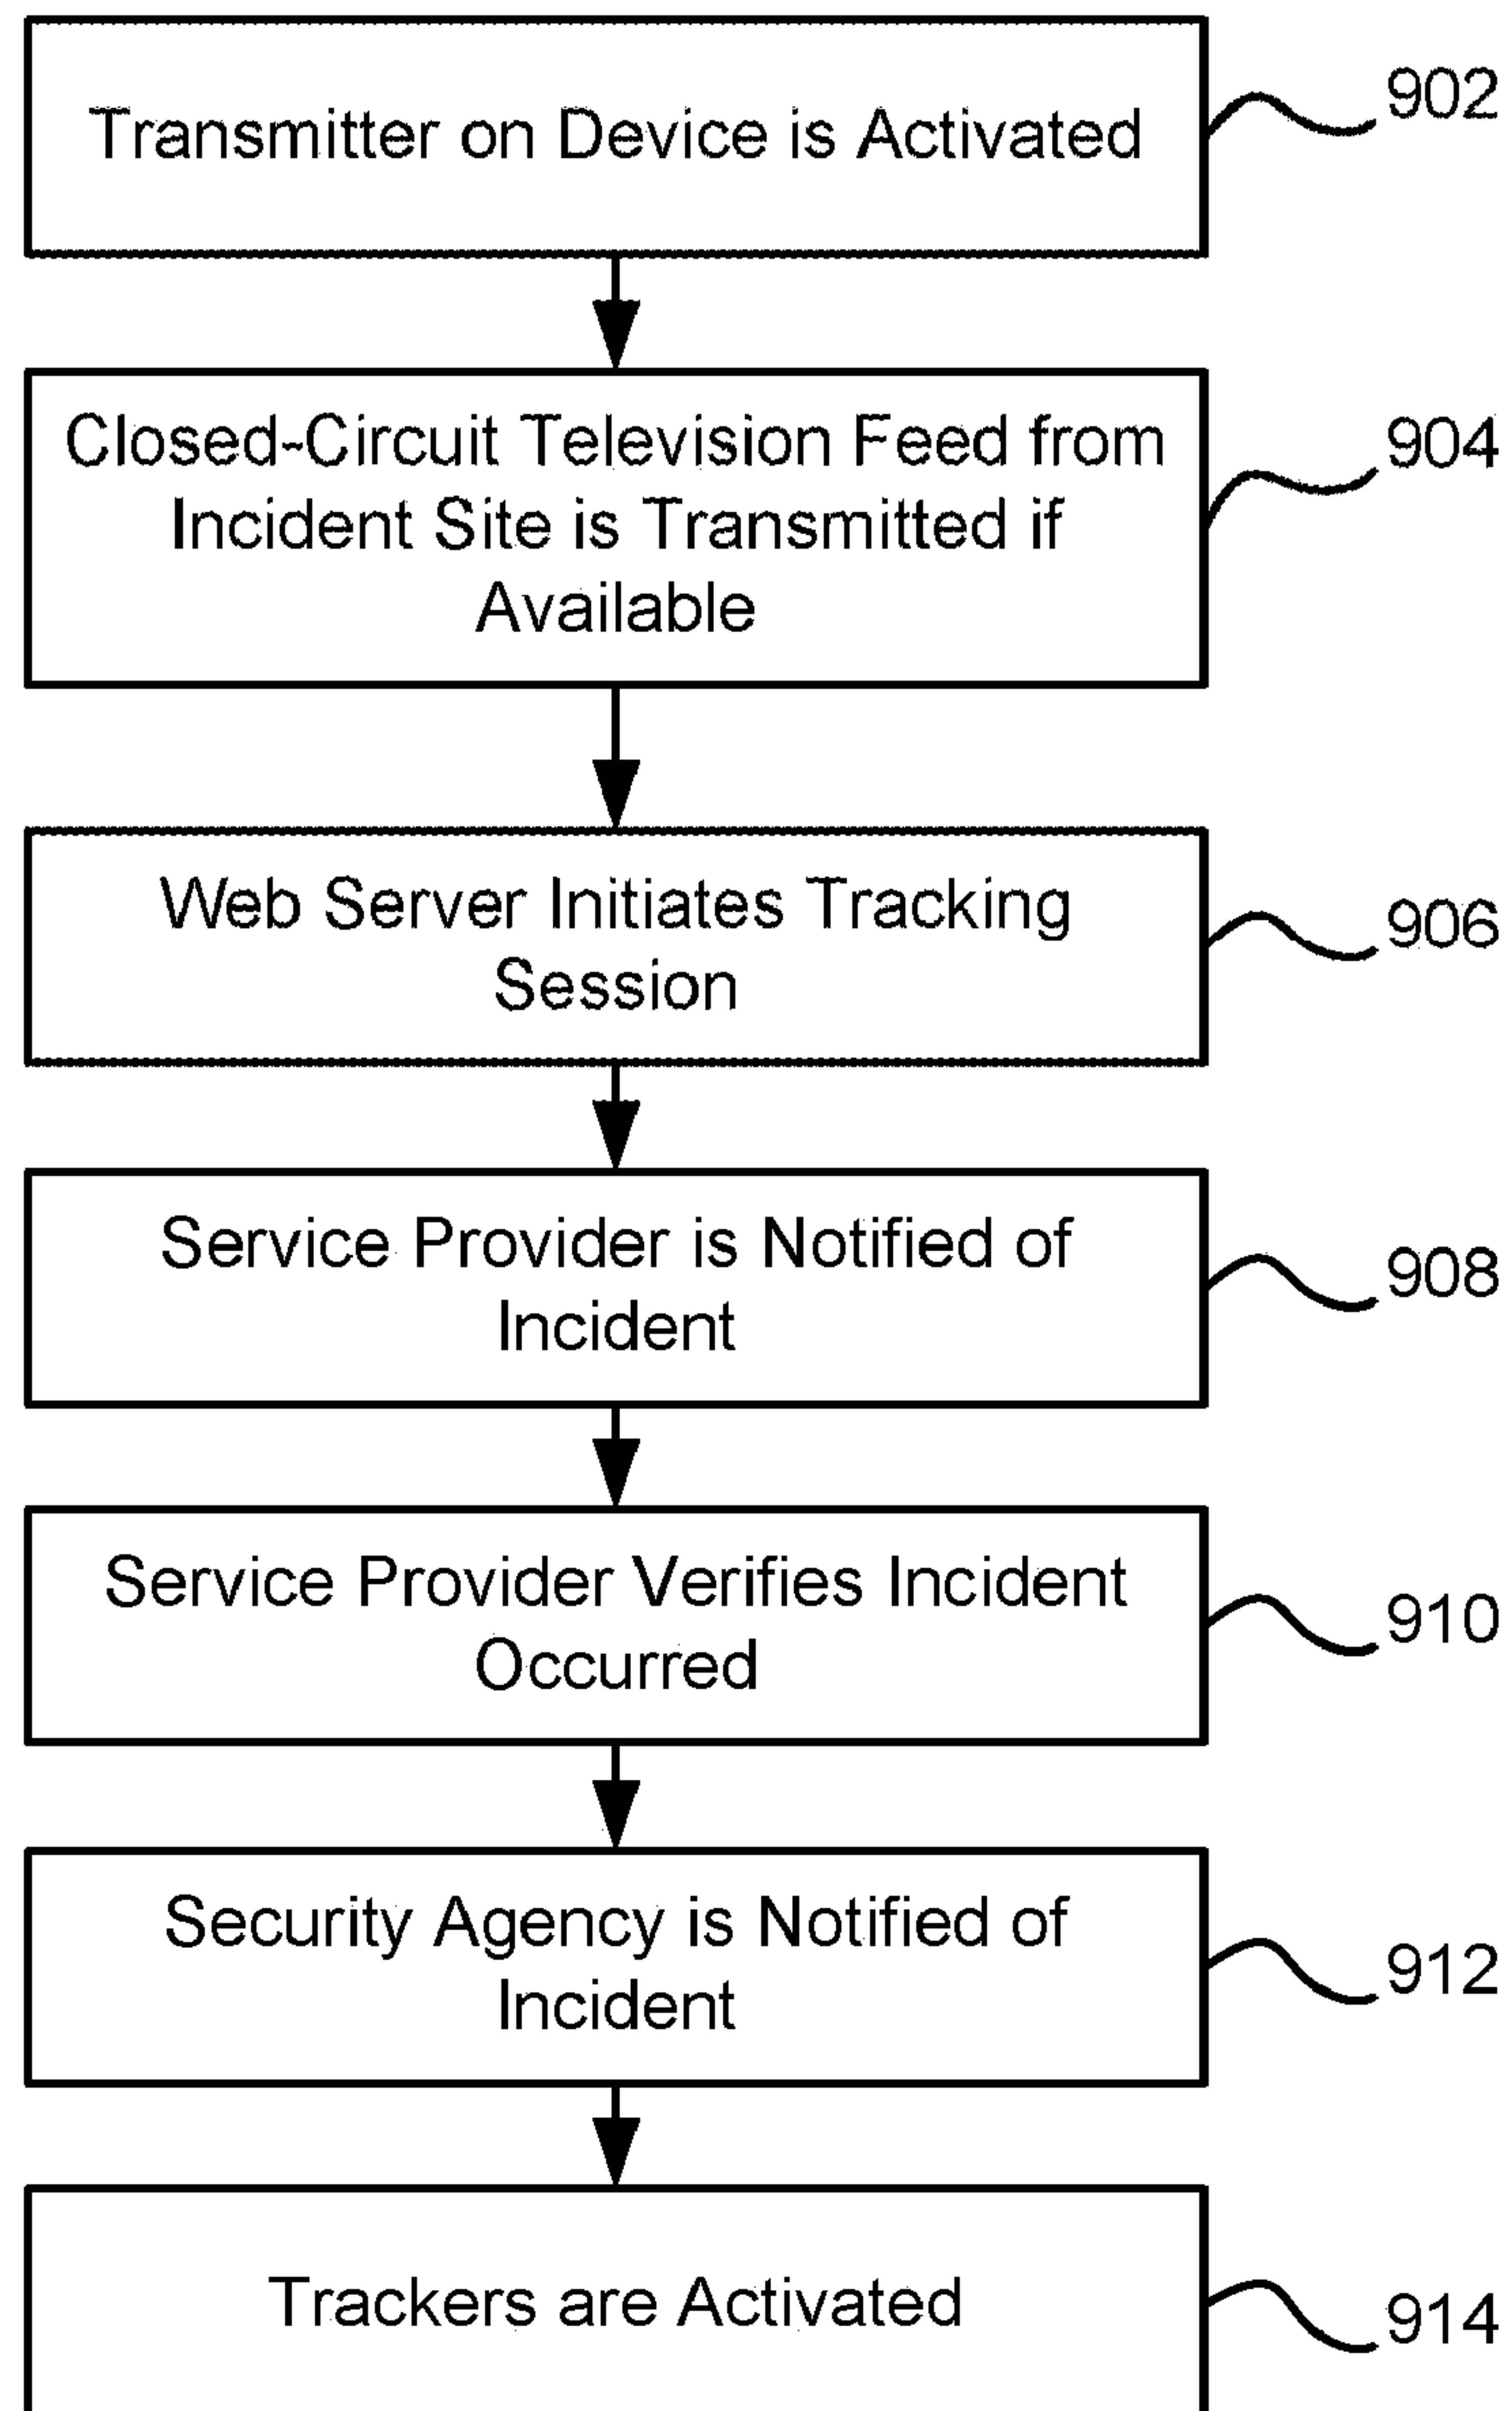 Transmitter on Device is Activated
902
Closed-Circuit Television Feed from
Incident Site is Transmitted if
Available
904
Web Server Initiates Tracking
Session
906
Service Provider is Notified of
Incident
908
Service Provider Verifies Incident
Occurred
910
Security Agency is Notified of
Incident
912
Trackers are Activated
914